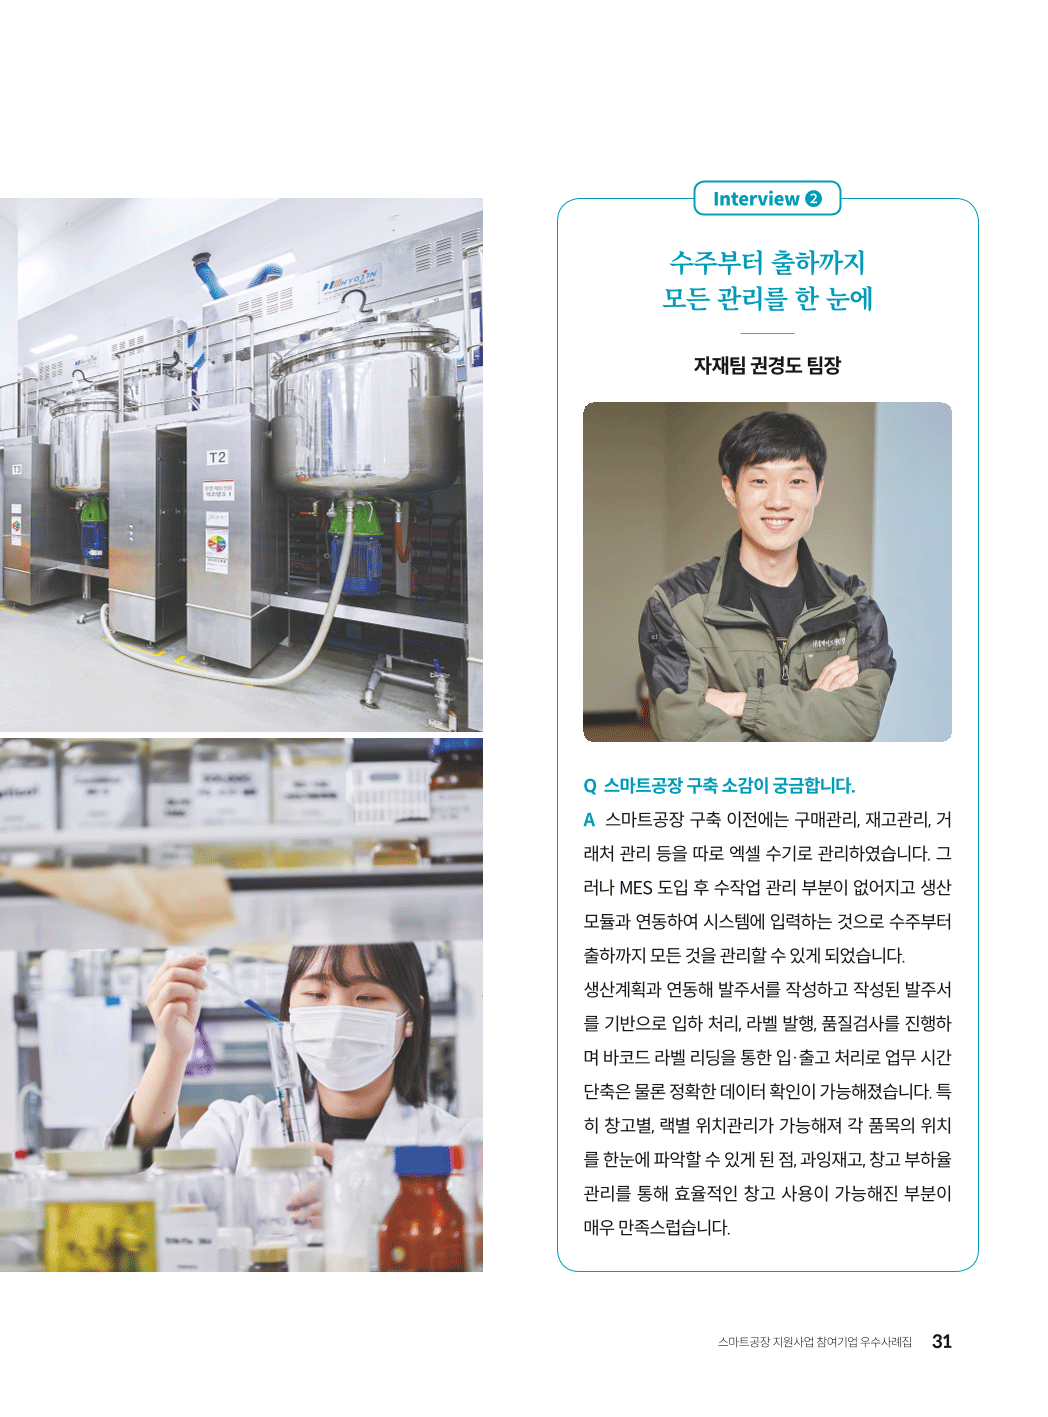 HYOJIN
T2
T3
Interview 2
수주부터 출하까지
모든 관리를 한 눈에
자재팀 권경도 팀장
Q 스마트공장 구축 소감이 궁금합니다.
A 스마트공장 구축 이전에는 구매관리, 재고관리, 거
래처 관리 등을 따로 엑셀 수기로 관리하였습니다. 그
러나 MES 도입 후 수작업 관리 부분이 없어지고 생산
모듈과 연동하여 시스템에 입력하는 것으로 수주부터
출하까지 모든 것을 관리할 수 있게 되었습니다.
생산계획과 연동해 발주서를 작성하고 작성된 발주서
를 기반으로 입하 처리, 라벨 발행, 품질검사를 진행하
며 바코드 라벨 리딩을 통한 입·출고 처리로 업무 시간
단축은 물론 정확한 데이터 확인이 가능해졌습니다. 특
히 창고별, 랙별 위치관리가 가능해져 각 품목의 위치
를 한눈에 파악할 수 있게 된 점, 과잉재고, 창고 부하율
관리를 통해 효율적인 창고 사용이 가능해진 부분이
매우 만족스럽습니다.
스마트공장 지원사업 참여기업 우수사례집 31